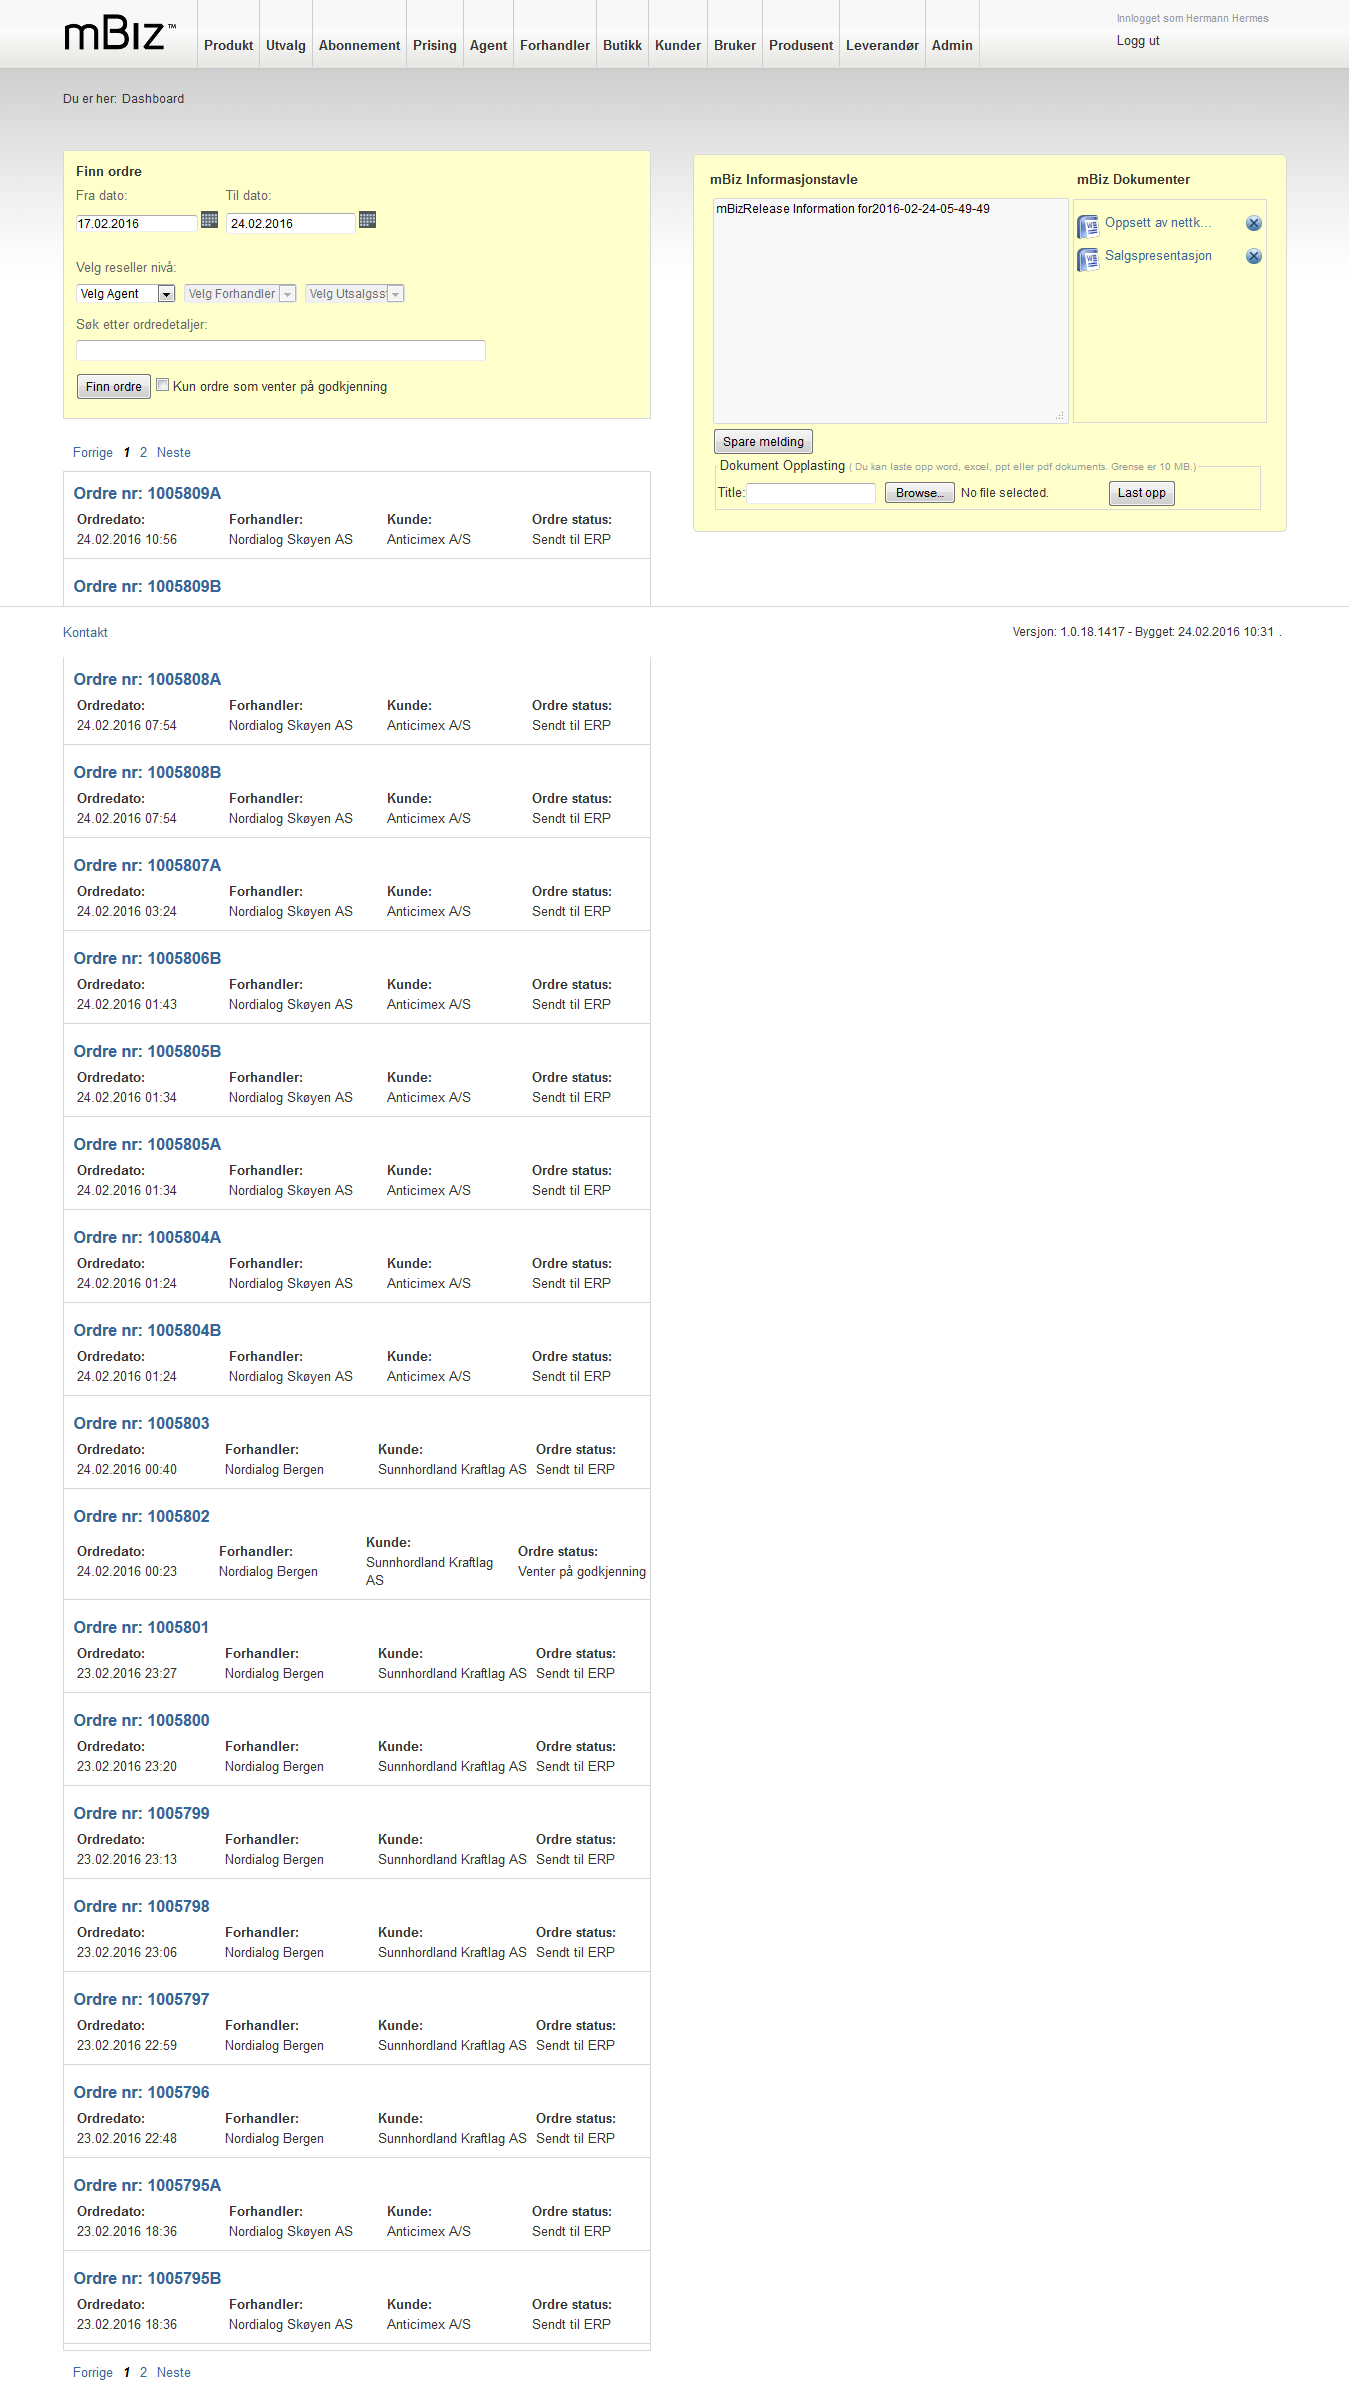 mBiz™
Produkt Utvalg Abonnement Prising Agent Forhandler Butikk Kunder Bruker Produsent Leverandør Admin
Innlogget som Hermann Hermes
Logg ut
Du er her: Dashboard
Finn ordre
Fra dato: Til dato:
17.02.2016 24.02.2016
Velg reseller nivå:
Velg Agent Velg Forhandler Velg Utsalgss
Søk etter ordredetaljer:
Finn ordre Kun ordre som venter på godkjenning
mBiz Informasjonstavle mBiz Dokumenter
mBizRelease Information for2016-02-24-05-49-49
Oppsett av nettk...
Salgspresentasjon
Spare melding
Dokument Opplasting ( Du kan laste opp word, excel, ppt eller pdf dokuments. Grense er 10 MB.)
Title: Browse... No file selected. Last opp
Forrige 1 2 Neste
Ordre nr: 1005809A
Ordredato: Forhandler: Kunde: Ordre status:
24.02.2016 10:56 Nordialog Skøyen AS Anticimex A/S Sendt til ERP
Ordre nr: 1005809B
Kontakt Versjon: 1.0.18.1417 - Bygget: 24.02.2016 10:31 .
Ordre nr: 1005808A
Ordredato: Forhandler: Kunde: Ordre status:
24.02.2016 07:54 Nordialog Skøyen AS Anticimex A/S Sendt til ERP
Ordre nr: 1005808B
Ordredato: Forhandler: Kunde: Ordre status:
24.02.2016 07:54 Nordialog Skøyen AS Anticimex A/S Sendt til ERP
Ordre nr: 1005807A
Ordredato: Forhandler: Kunde: Ordre status:
24.02.2016 03:24 Nordialog Skøyen AS Anticimex A/S Sendt til ERP
Ordre nr: 1005806B
Ordredato: Forhandler: Kunde: Ordre status:
24.02.2016 01:43 Nordialog Skøyen AS Anticimex A/S Sendt til ERP
Ordre nr: 1005805B
Ordredato: Forhandler: Kunde: Ordre status:
24.02.2016 01:34 Nordialog Skøyen AS Anticimex A/S Sendt til ERP
Ordre nr: 1005805A
Ordredato: Forhandler: Kunde: Ordre status:
24.02.2016 01:34 Nordialog Skøyen AS Anticimex A/S Sendt til ERP
Ordre nr: 1005804A
Ordredato: Forhandler: Kunde: Ordre status:
24.02.2016 01:24 Nordialog Skøyen AS Anticimex A/S Sendt til ERP
Ordre nr: 1005804B
Ordredato: Forhandler: Kunde: Ordre status:
24.02.2016 01:24 Nordialog Skøyen AS Anticimex A/S Sendt til ERP
Ordre nr: 1005803
Ordredato: Forhandler: Kunde: Ordre status:
24.02.2016 00:40 Nordialog Bergen Sunnhordland Kraftlag AS Sendt til ERP
Ordre nr: 1005802
Ordredato: Forhandler: Kunde: Ordre status:
24.02.2016 00:23 Nordialog Bergen Sunnhordland Kraftlag AS Venter på godkjenning
Ordre nr: 1005801
Ordredato: Forhandler: Kunde: Ordre status:
23.02.2016 23:27 Nordialog Bergen Sunnhordland Kraftlag AS Sendt til ERP
Ordre nr: 1005800
Ordredato: Forhandler: Kunde: Ordre status:
23.02.2016 23:20 Nordialog Bergen Sunnhordland Kraftlag AS Sendt til ERP
Ordre nr: 1005799
Ordredato: Forhandler: Kunde: Ordre status:
23.02.2016 23:13 Nordialog Bergen Sunnhordland Kraftlag AS Sendt til ERP
Ordre nr: 1005798
Ordredato: Forhandler: Kunde: Ordre status:
23.02.2016 23:06 Nordialog Bergen Sunnhordland Kraftlag AS Sendt til ERP
Ordre nr: 1005797
Ordredato: Forhandler: Kunde: Ordre status:
23.02.2016 22:59 Nordialog Bergen Sunnhordland Kraftlag AS Sendt til ERP
Ordre nr: 1005796
Ordredato: Forhandler: Kunde: Ordre status:
23.02.2016 22:48 Nordialog Bergen Sunnhordland Kraftlag AS Sendt til ERP
Ordre nr: 1005795A
Ordredato: Forhandler: Kunde: Ordre status:
23.02.2016 18:36 Nordialog Skøyen AS Anticimex A/S Sendt til ERP
Ordre nr: 1005795B
Ordredato: Forhandler: Kunde: Ordre status:
23.02.2016 18:36 Nordialog Skøyen AS Anticimex A/S Sendt til ERP
Forrige 1 2 Neste